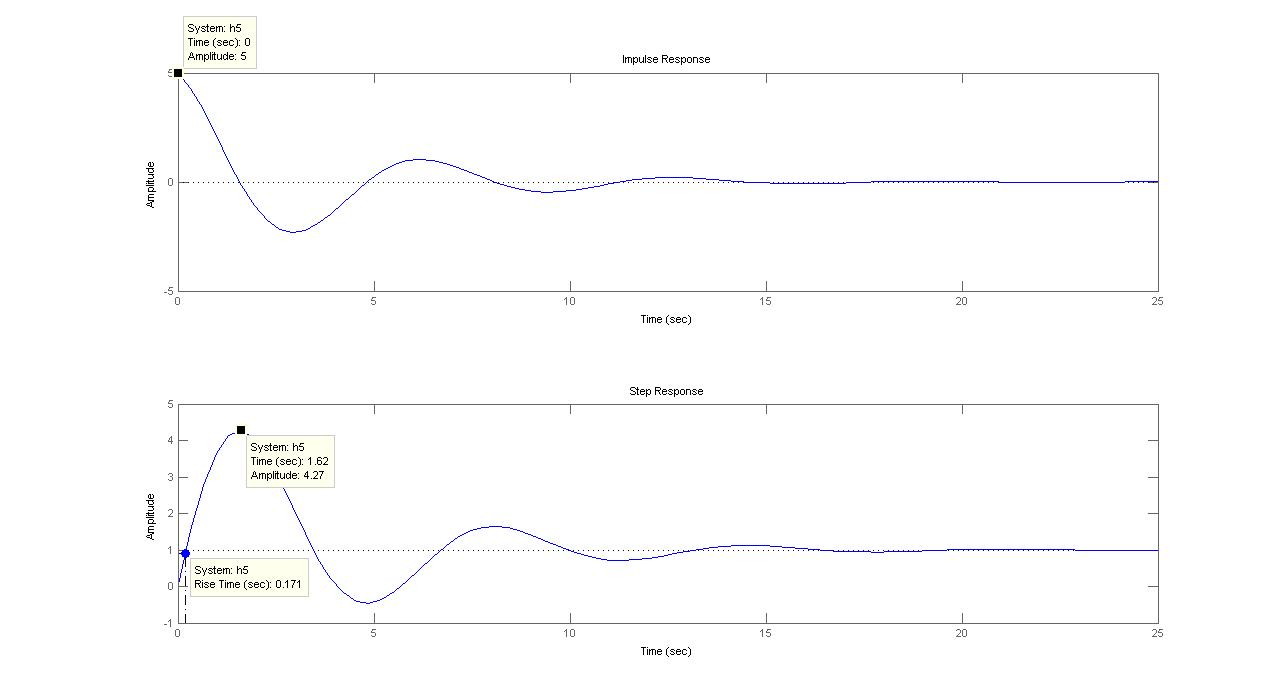 System: h5
Time (sec): 0
Amplitude: 5
Impulse Response
5
0
-5
Amplitude
0 5 10 15 20 25
Time (sec)
Step Response
5
4
3
2
1
0
-1
Amplitude
System: h5
Time (sec): 1.62
Amplitude: 4.27
System: h5
Rise Time (sec): 0.171
0 5 10 15 20 25
Time (sec)